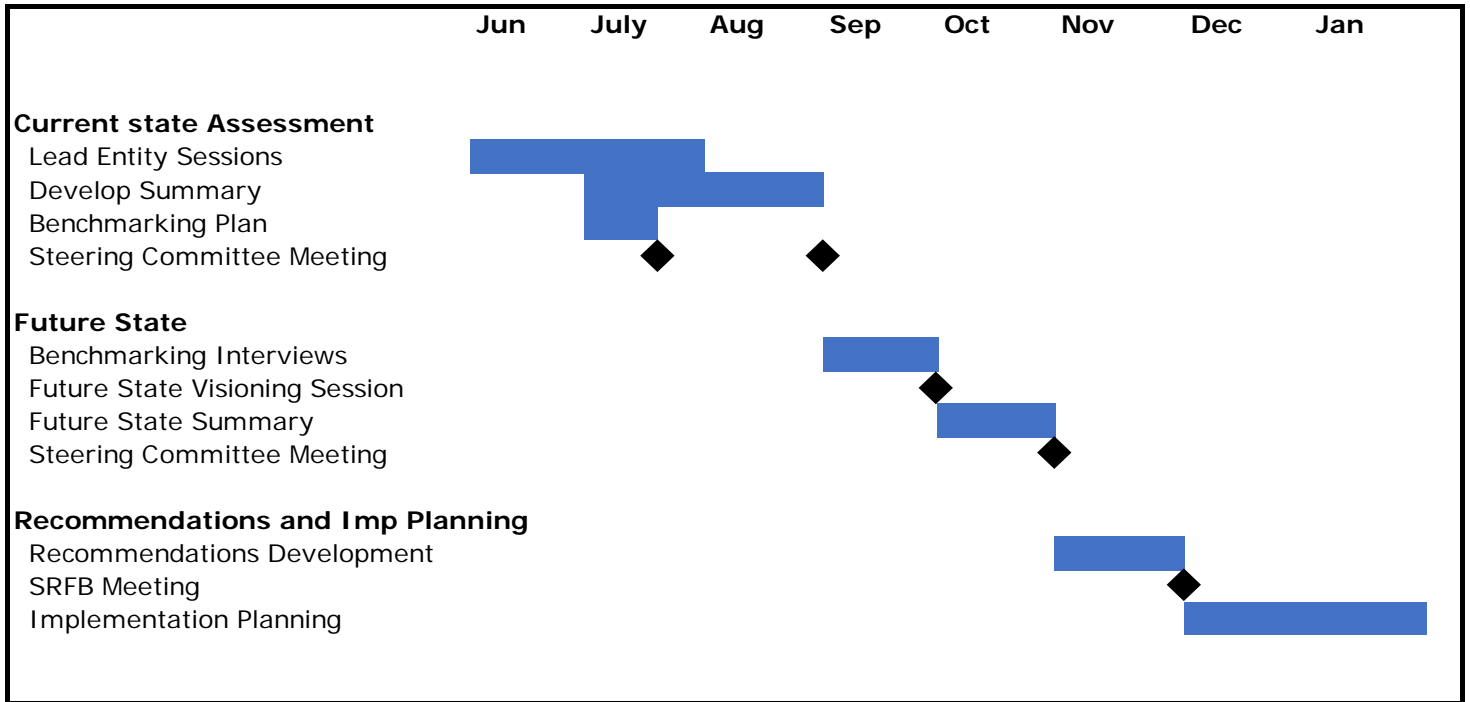 Jun July Aug Sep Oct Nov Dec Jan
Current state Assessment
Lead Entity Sessions
Develop Summary
Benchmarking Plan
Steering Committee Meeting
Future State
Benchmarking Interviews
Future State Visioning Session
Future State Summary
Steering Committee Meeting
Recommendations and Imp Planning
Recommendations Development
SRFB Meeting
Implementation Planning